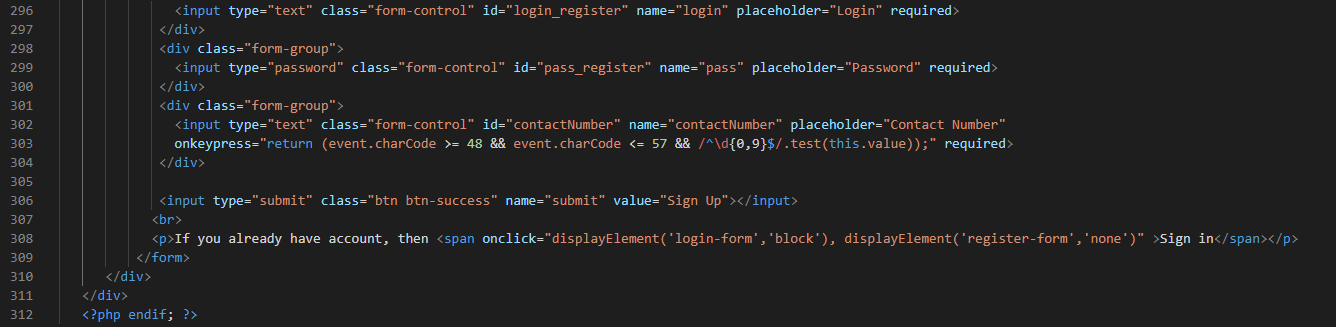 296 <input type="text" class="form-control" id="login_register" name="login" placeholder="Login" required>
297 </div>
298 <div class="form-group">
299 <input type="password" class="form-control" id="pass_register" name="pass" placeholder="Password" required>
300 </div>
301 <div class="form-group">
302 <input type="text" class="form-control" id="contactNumber" name="contactNumber" placeholder="Contact Number"
303 onkeypress="return (event.charCode >= 48 && event.charCode <= 57 && /^\d{0,9}$/.test(this.value));" required>
304 </div>
305
306 <input type="submit" class="btn btn-success" name="submit" value="Sign Up"></input>
307 <br>
308 <p>If you already have account, then <span onclick="displayElement('login-form','block'), displayElement('register-form','none')" >Sign in</span></p>
309 </form>
310 </div>
311 </div>
312 <?php endif; ?>